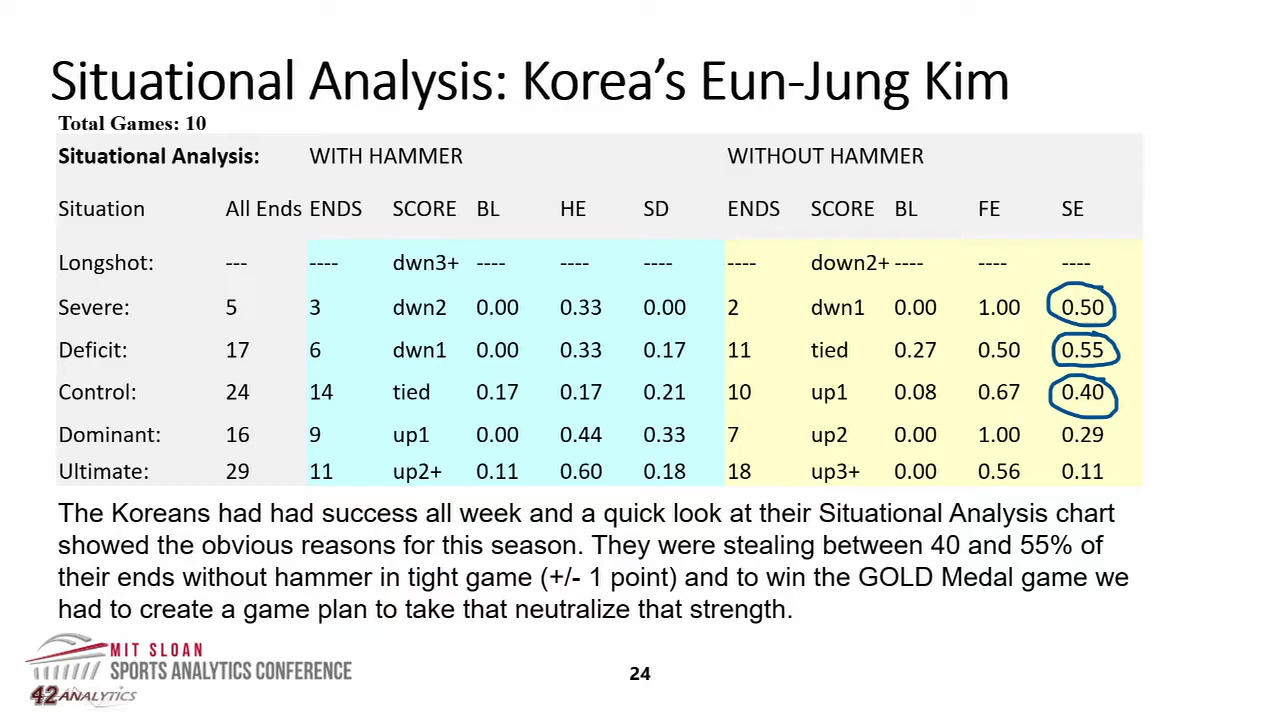 Situational Analysis: Korea's Eun-Jung Kim
Total Games: 10
Situational Analysis: WITH HAMMER WITHOUT HAMMER
Situation All Ends ENDS SCORE BL HE SD ENDS SCORE BL FE SE
Longshot: --- ---- dwn3+ ---- ---- ---- ---- down2+ ---- ---- ----
Severe: 5 3 dwn2 0.00 0.33 0.00 2 dwn1 0.00 1.00 0.50
Deficit: 17 6 dwn1 0.00 0.33 0.17 11 tied 0.27 0.50 0.55
Control: 24 14 tied 0.17 0.17 0.21 10 up1 0.08 0.67 0.40
Dominant: 16 9 up1 0.00 0.44 0.33 7 up2 0.00 1.00 0.29
Ultimate: 29 11 up2+ 0.11 0.60 0.18 18 up3+ 0.00 0.56 0.11
The Koreans had had success all week and a quick look at their Situational Analysis chart
showed the obvious reasons for this season. They were stealing between 40 and 55% of
their ends without hammer in tight game (+/- 1 point) and to win the GOLD Medal game we
had to create a game plan to take that neutralize that strength.
MIT SLOAN
SPORTS ANALYTICS CONFERENCE
42 ANALYTICS
24